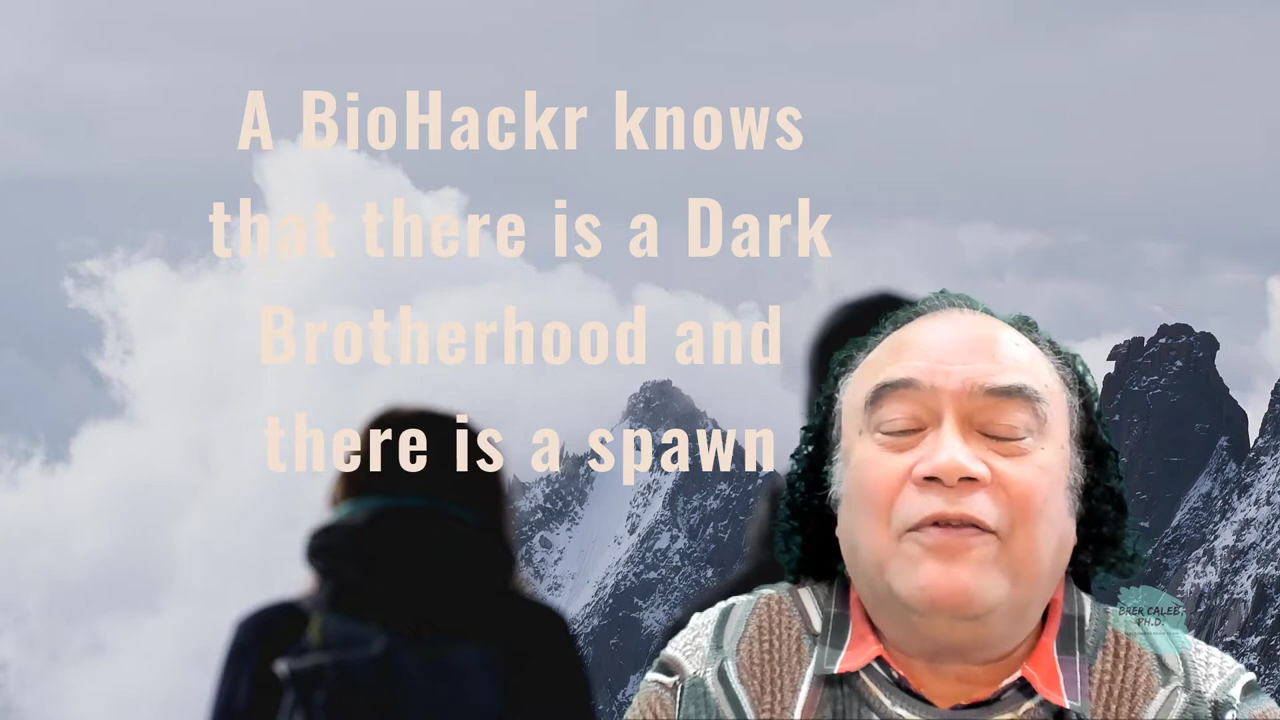 A BioHackr knows
that there is a Dark
Brotherhood and
there is a spawn
BRER CALEB,
PH.D.